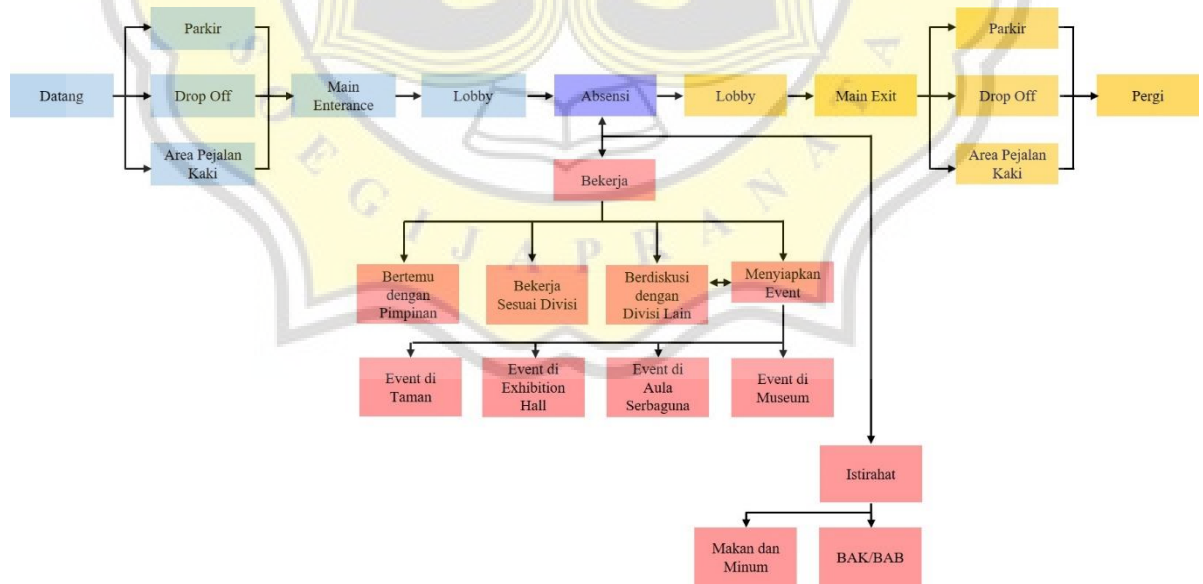 Parkir
Parkir
Datang
Drop Off
Main
Enterance
Lobby
Absensi
Lobby
Main Exit
Drop Off
Pergi
Area Pejalan
Kaki
Area Pejalan
Kaki
Bekerja
Bertemu
dengan
Pimpinan
Bekerja
Sesuai Divisi
Berdiskusi
dengan
Divisi Lain
Menyiapkan
Event
Event di
Taman
Event di
Exhibition
Hall
Event di
Aula
Serbaguna
Event di
Museum
Istirahat
Makan dan
Minum
BAK/BAB
SOEGIJAPRANATA